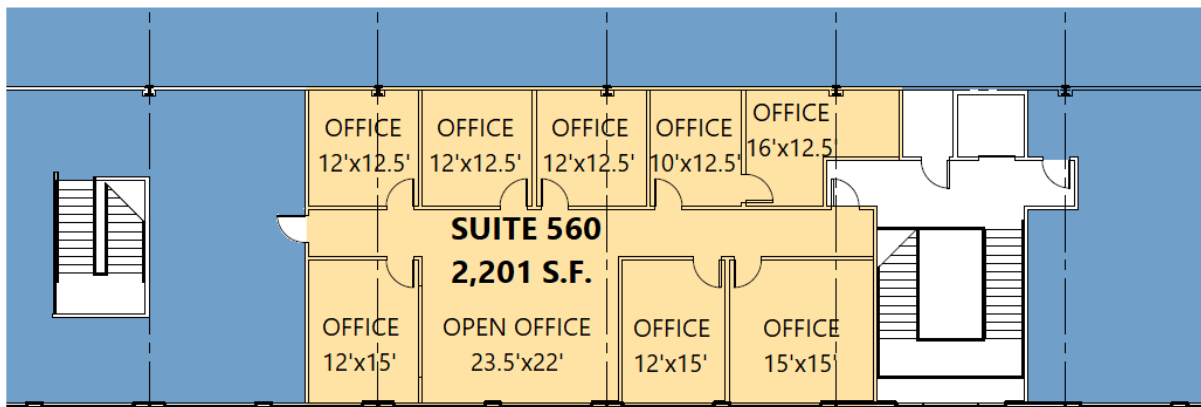 OFFICE
12'x12.5'
OFFICE
12'x12.5'
OFFICE
12'x12.5'
OFFICE
10'x12.5'
OFFICE
16'x12.5'
SUITE 560
2,201 S.F.
OFFICE
12'x15'
OPEN OFFICE
23.5'x22'
OFFICE
12'x15'
OFFICE
15'x15'